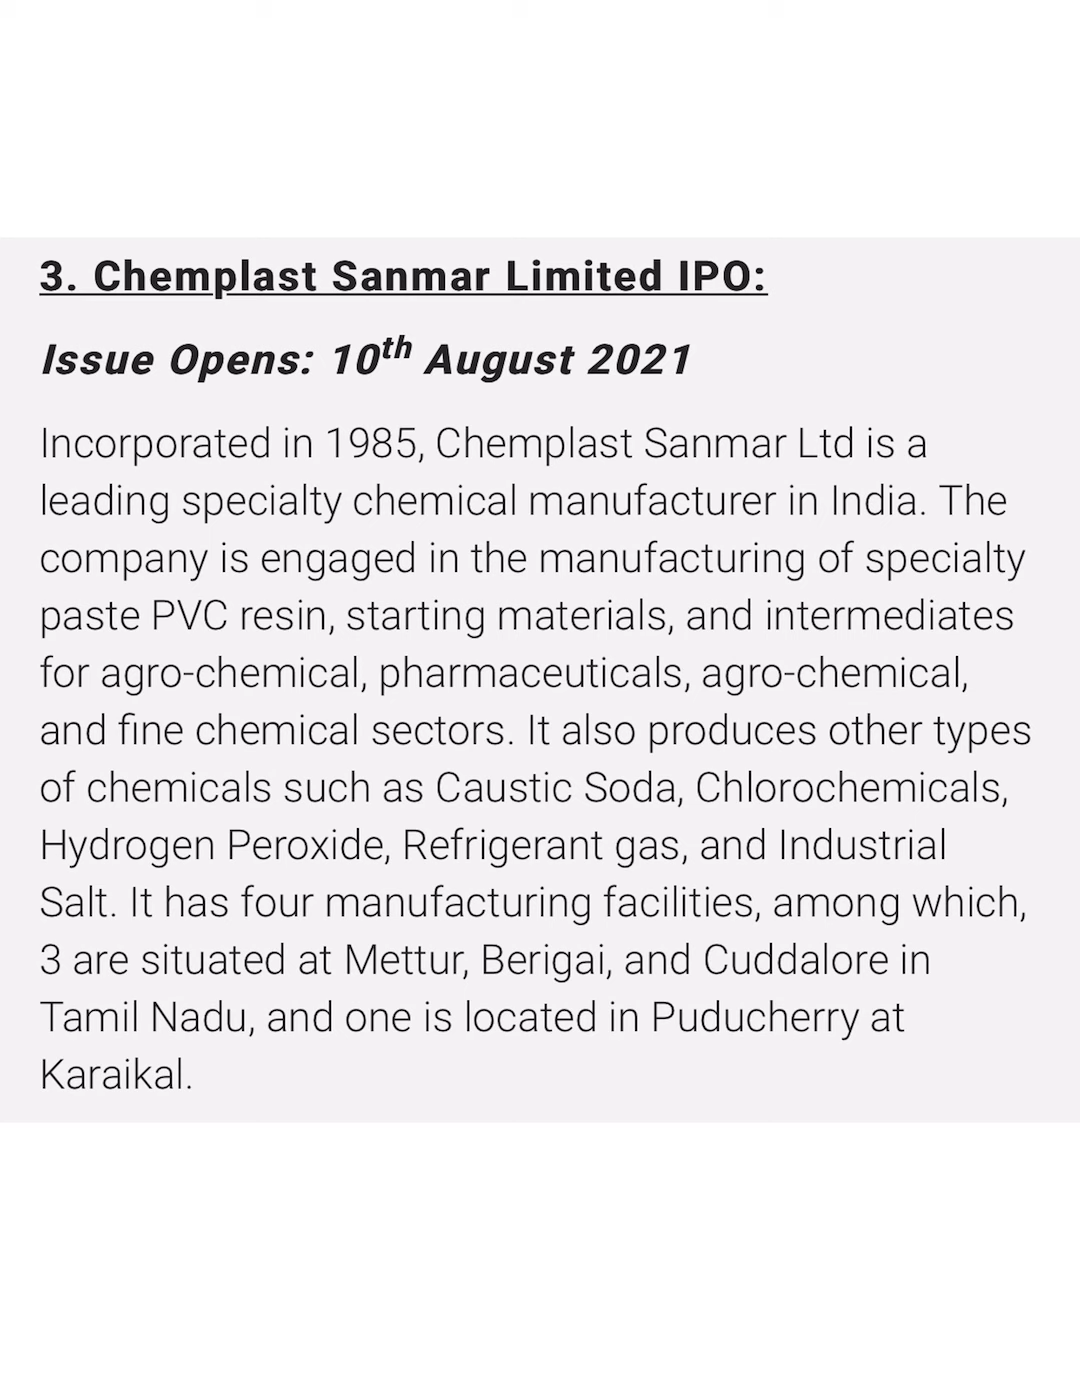 3. Chemplast Sanmar Limited IPO:
Issue Opens: 10th August 2021
Incorporated in 1985, Chemplast Sanmar Ltd is a
leading specialty chemical manufacturer in India. The
company is engaged in the manufacturing of specialty
paste PVC resin, starting materials, and intermediates
for agro-chemical, pharmaceuticals, agro-chemical,
and fine chemical sectors. It also produces other types
of chemicals such as Caustic Soda, Chlorochemicals,
Hydrogen Peroxide, Refrigerant gas, and Industrial
Salt. It has four manufacturing facilities, among which,
3 are situated at Mettur, Berigai, and Cuddalore in
Tamil Nadu, and one is located in Puducherry at
Karaikal.